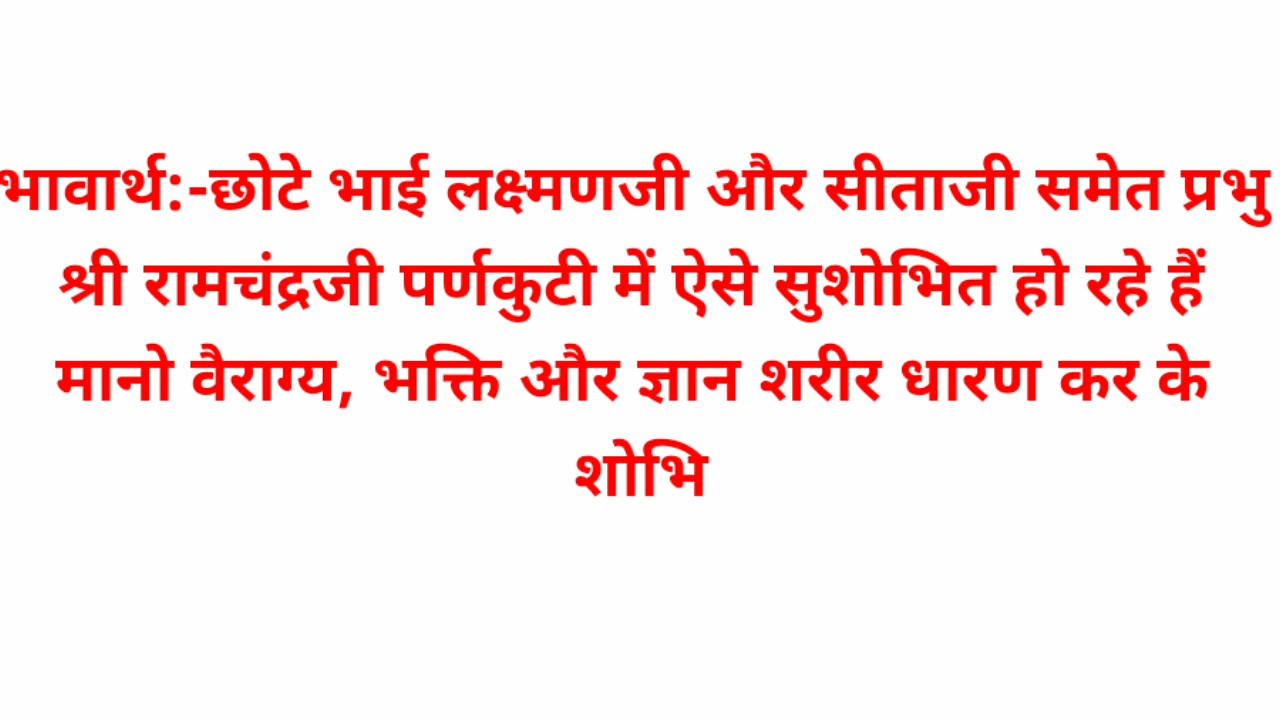 भावार्थ:-छोटे भाई लक्ष्मणजी और सीताजी समेत प्रभु
श्री रामचंद्रजी पर्णकुटी में ऐसे सुशोभित हो रहे हैं
मानो वैराग्य, भक्ति और ज्ञान शरीर धारण कर के
शोभि